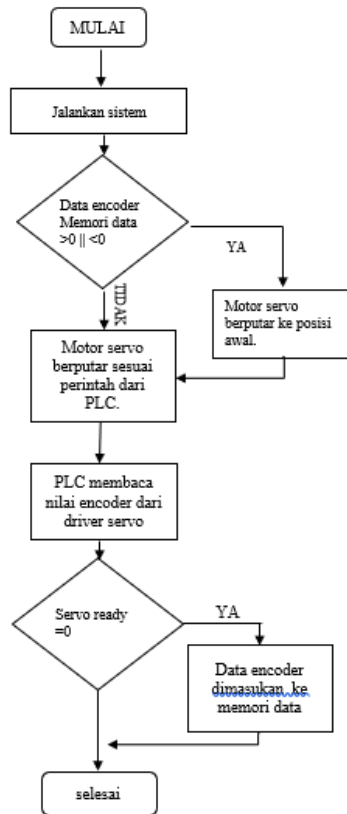 MULAI
Jalankan sistem
Data encoder
Memori data
>0 || <0
YA
TIDAK
Motor servo
berputar ke posisi
awal.
Motor servo
berputar sesuai
perintah dari
PLC.
PLC membaca
nilai encoder dari
driver servo
Servo ready
=0
YA
Data encoder
dimasukan ke
memori data
selesai